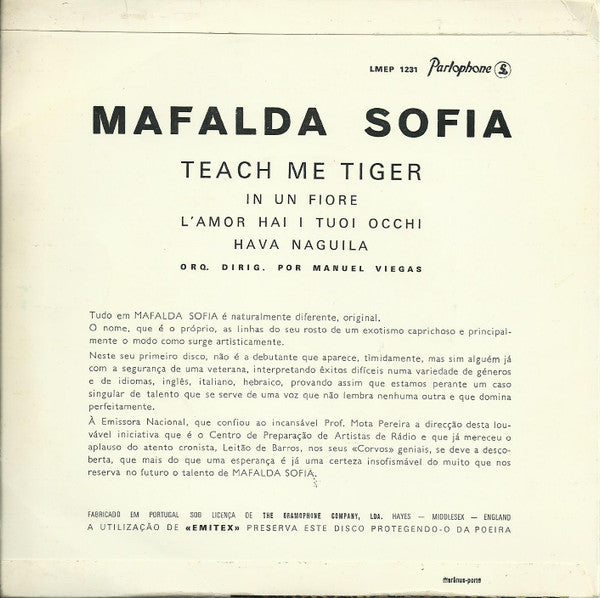 LMEP 1231 Parlophone
MAFALDA SOFIA
TEACH ME TIGER
IN UN FIORE
L'AMOR HAI I TUOI OCCHI
HAVA NAGUILA
ORQ. DIRIG. POR MANUEL VIEGAS
Tudo em MAFALDA SOFIA é naturalmente diferente, original.
O nome, que é o próprio, as linhas do seu rosto de um exotismo caprichoso e principal-
mente o modo como surge artìsticamente.
Neste seu primeiro disco, não é a debutante que aparece, tìmidamente, mas sim alguém já
com a segurança de uma veterana, interpretando êxitos difíceis numa variedade de géneros
e de idiomas, inglês, italiano, hebraico, provando assim que estamos perante um caso
singular de talento que se serve de uma voz que não lembra nenhuma outra e que domina
perfeitamente.
À Emissora Nacional, que confiou ao incansável Prof. Mota Pereira a direcção desta lou-
vável iniciativa que é o Centro de Preparação de Artistas de Rádio e que já mereceu o
aplauso do atento cronista, Leitão de Barros, nos seus «Corvos» geniais, se deve a desco-
berta, que mais do que uma esperança é já uma certeza insofismável do muito que nos
reserva no futuro o talento de MAFALDA SOFIA.
FABRICADO EM PORTUGAL SOB LICENÇA DE THE GRAMOPHONE COMPANY, LDA. HAYES — MIDDLESEX — ENGLAND
A UTILIZAÇÃO DE «EMITEX» PRESERVA ESTE DISCO PROTEGENDO-O DA POEIRA